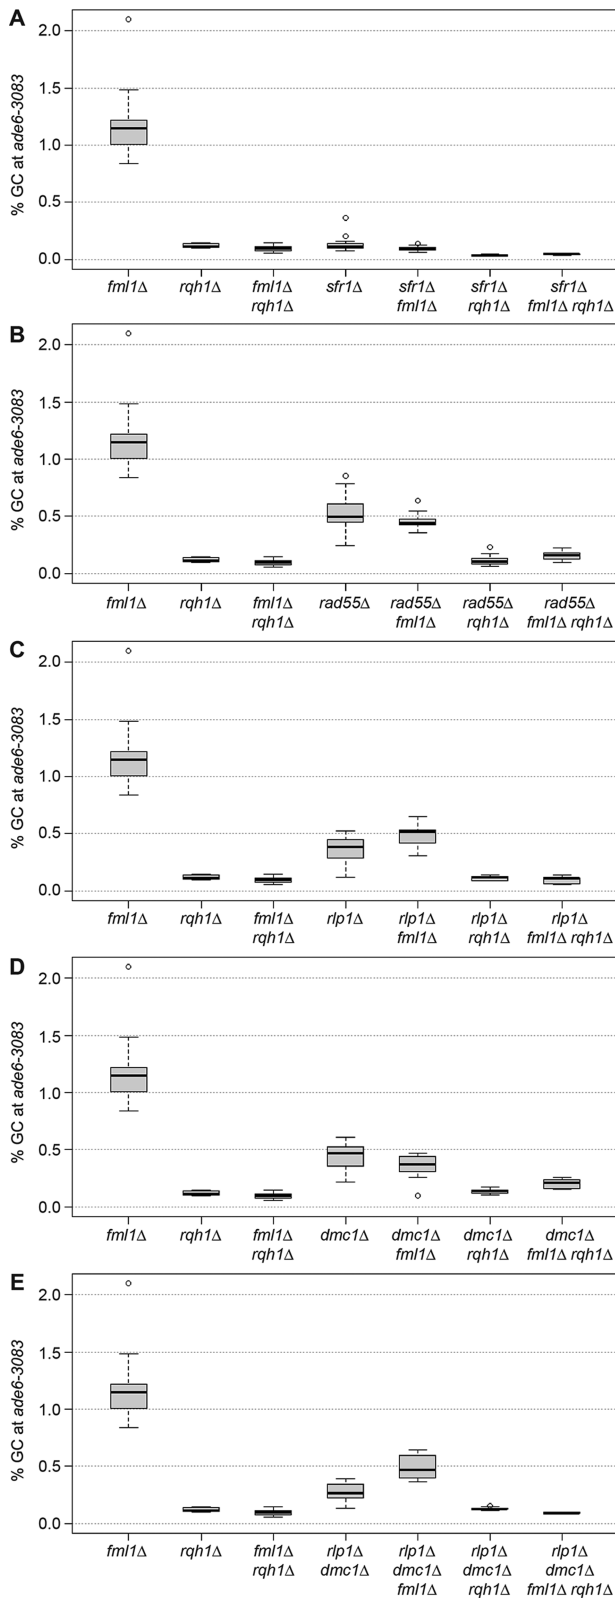 A
% GC at ade6-3083
2.0
1.5
1.0
0.5
0.0
fml1Δ rqh1Δ fml1Δ sfr1Δ sfr1Δ sfr1Δ sfr1Δ
rqh1Δ fml1Δ rqh1Δ fml1Δ rqh1Δ
B
% GC at ade6-3083
2.0
1.5
1.0
0.5
0.0
fml1Δ rqh1Δ fml1Δ rad55Δ rad55Δ rad55Δ rad55Δ
rqh1Δ fml1Δ rqh1Δ fml1Δ rqh1Δ
C
% GC at ade6-3083
2.0
1.5
1.0
0.5
0.0
fml1Δ rqh1Δ fml1Δ rlp1Δ rlp1Δ rlp1Δ rlp1Δ
rqh1Δ fml1Δ rqh1Δ fml1Δ rqh1Δ
D
% GC at ade6-3083
2.0
1.5
1.0
0.5
0.0
fml1Δ rqh1Δ fml1Δ dmc1Δ dmc1Δ dmc1Δ dmc1Δ
rqh1Δ fml1Δ rqh1Δ fml1Δ rqh1Δ
E
% GC at ade6-3083
2.0
1.5
1.0
0.5
0.0
fml1Δ rqh1Δ fml1Δ rlp1Δ rlp1Δ rlp1Δ rlp1Δ
rqh1Δ dmc1Δ dmc1Δ dmc1Δ dmc1Δ
fml1Δ rqh1Δ fml1Δ rqh1Δ